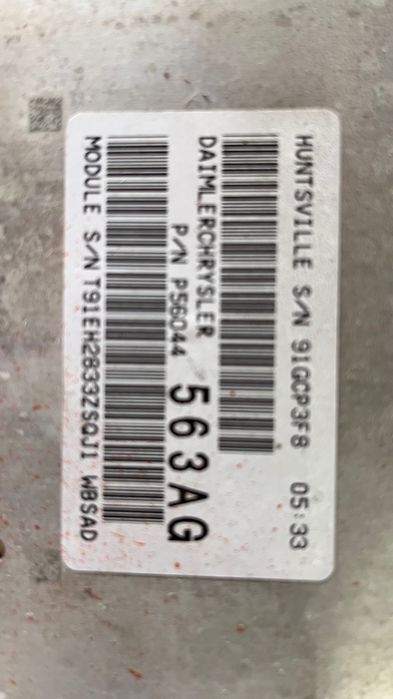 HUNTSVILLE S/N 91GCP3F8 05:33
DAIMLERCHRYSLER
P/N P56044 563AG
MODULE S/N T91EH2833ZSQJ1 WBSAD